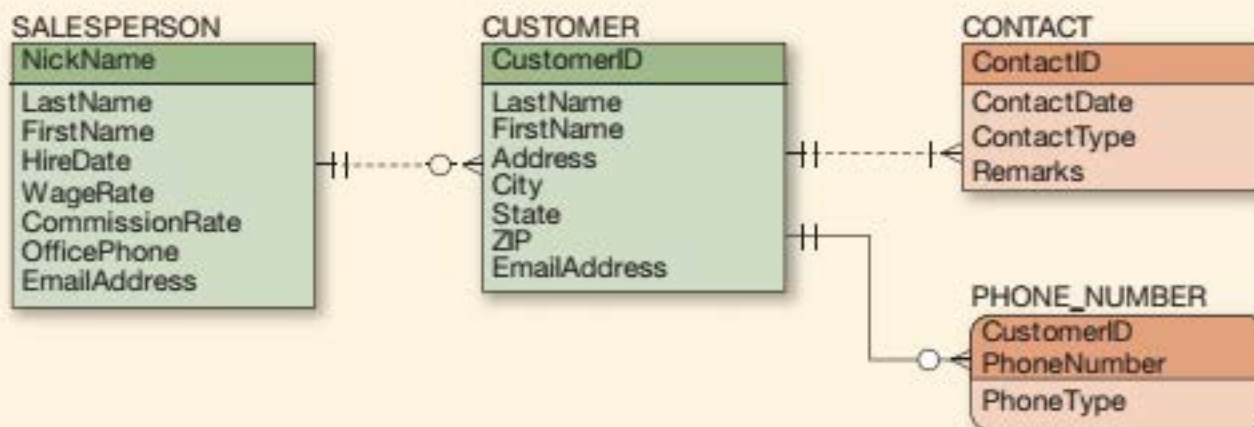 SALESPERSON
NickName
LastName
FirstName
HireDate
WageRate
CommissionRate
OfficePhone
EmailAddress
CUSTOMER
CustomerID
LastName
FirstName
Address
City
State
ZIP
EmailAddress
CONTACT
ContactID
ContactDate
ContactType
Remarks
PHONE_NUMBER
CustomerID
PhoneNumber
PhoneType